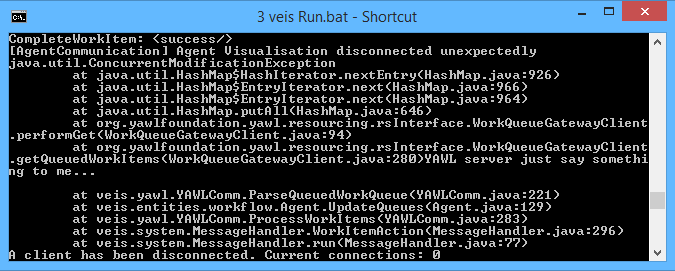 3 veis Run.bat - Shortcut
C:\.
CompleteWorkItem: <success/>
[AgentCommunication] Agent Visualisation disconnected unexpectedly
java.util.ConcurrentModificationException
at java.util.HashMap$HashIterator.nextEntry(HashMap.java:926)
at java.util.HashMap$EntryIterator.next(HashMap.java:966)
at java.util.HashMap$EntryIterator.next(HashMap.java:964)
at java.util.HashMap.putAll(HashMap.java:646)
at org.yawlfoundation.yawl.resourcing.rsInterface.WorkQueueGatewayClient
.performGet(WorkQueueGatewayClient.java:94)
at org.yawlfoundation.yawl.resourcing.rsInterface.WorkQueueGatewayClient
.getQueuedWorkItems(WorkQueueGatewayClient.java:280)YAWL server just say somethi
ng to me...
at veis.yawl.YAWLComm.ParseQueuedWorkQueue(YAWLComm.java:221)
at veis.entities.workflow.Agent.UpdateQueues(Agent.java:129)
at veis.yawl.YAWLComm.ProcessWorkItems(YAWLComm.java:283)
at veis.system.MessageHandler.WorkItemAction(MessageHandler.java:296)
at veis.system.MessageHandler.run(MessageHandler.java:77)
A client has been disconnected. Current connections: 0